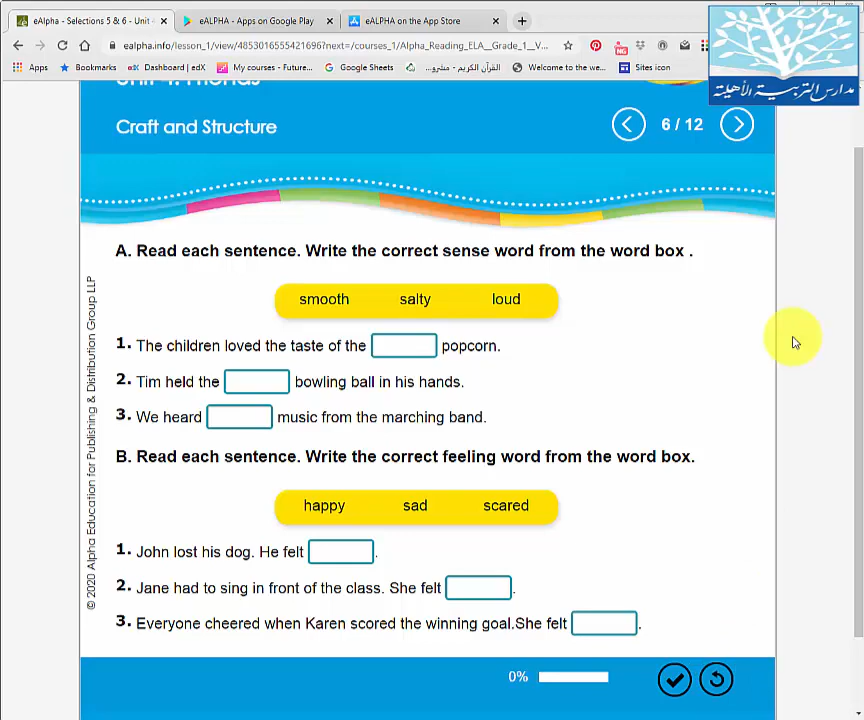 eAlpha - Selections 5 & 6 - Unit
eALPHA - Apps on Google Play
eALPHA on the App Store
ealpha.info/lesson_1/view/4853016555421696?next=/courses_1/Alpha_Reading_ELA__Grade_1__V...
Apps
Bookmarks
Dashboard | edX
My courses - Future...
Google Sheets
القرآن الكريم - مشرو...
Welcome to the we...
Sites icon
مدارس التربية الأهلية
Craft and Structure
6 / 12
A. Read each sentence. Write the correct sense word from the word box .
smooth salty loud
1. The children loved the taste of the popcorn.
2. Tim held the bowling ball in his hands.
3. We heard music from the marching band.
B. Read each sentence. Write the correct feeling word from the word box.
happy sad scared
1. John lost his dog. He felt .
2. Jane had to sing in front of the class. She felt .
3. Everyone cheered when Karen scored the winning goal.She felt .
© 2020 Alpha Education for Publishing & Distribution Group LLP
0%